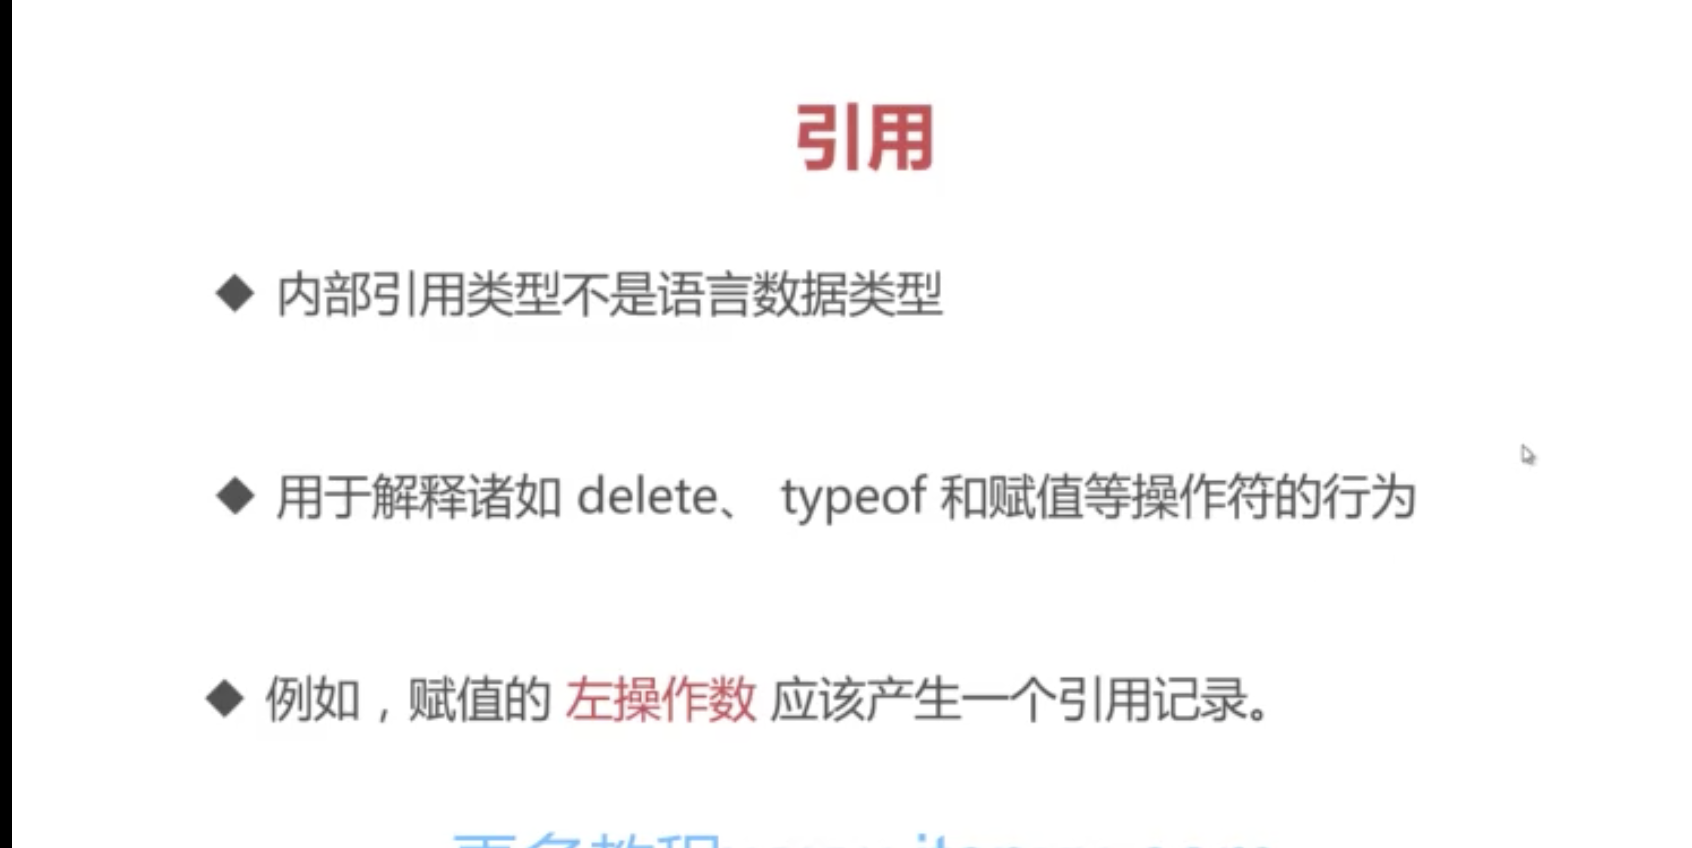 引用
◆ 内部引用类型不是语言数据类型
◆ 用于解释诸如 delete、 typeof 和赋值等操作符的行为
◆ 例如，赋值的 左操作数 应该产生一个引用记录。